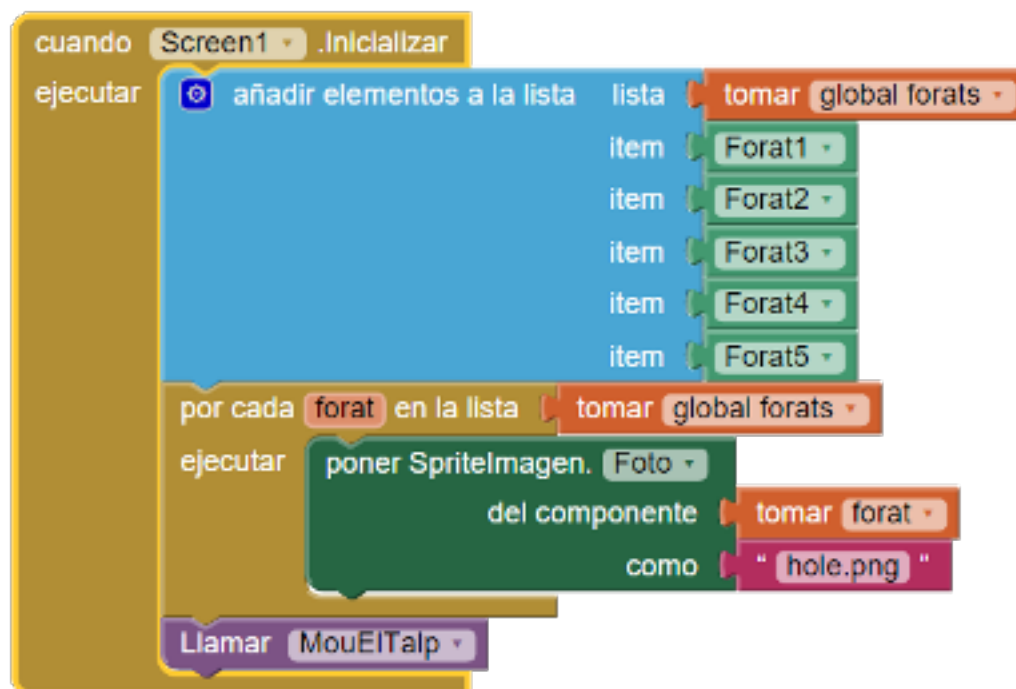 cuando Screen1 .Inicializar
ejecutar añadir elementos a la lista lista tomar global forats
item Forat1
item Forat2
item Forat3
item Forat4
item Forat5
por cada forat en la lista tomar global forats
ejecutar poner SpriteImagen. Foto
del componente tomar forat
como " hole.png "
Llamar MouElTalp